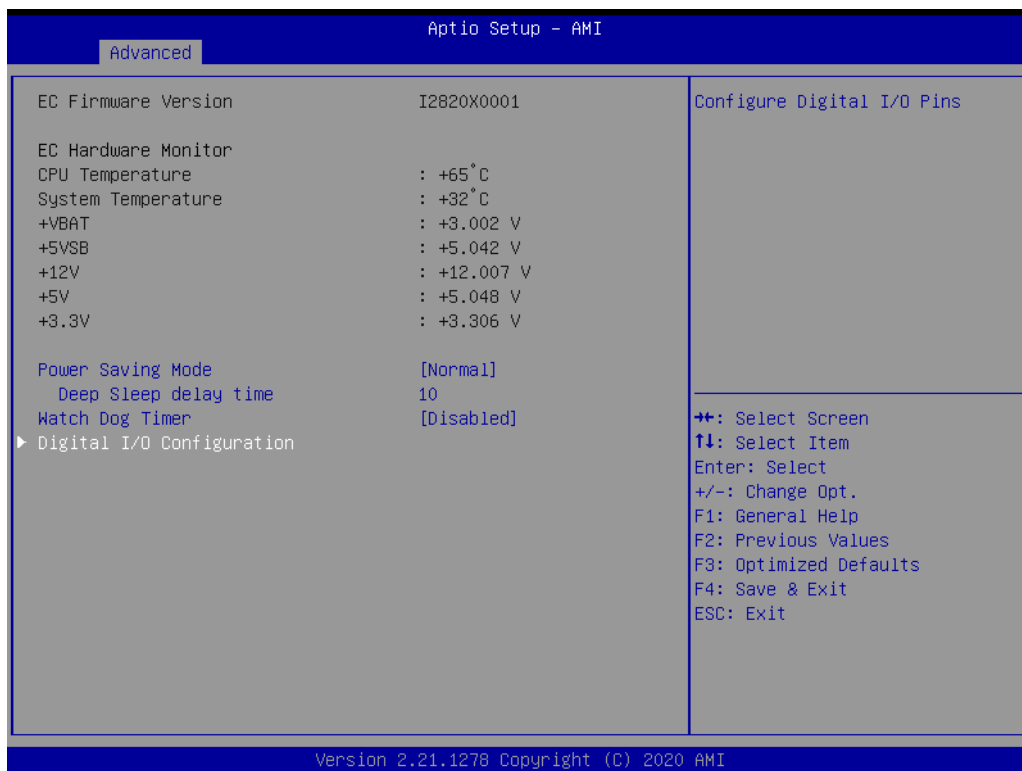 Aptio Setup – AMI
Advanced
EC Firmware Version I2820X0001
EC Hardware Monitor
CPU Temperature : +65°C
System Temperature : +32°C
+VBAT : +3.002 V
+5VSB : +5.042 V
+12V : +12.007 V
+5V : +5.048 V
+3.3V : +3.306 V
Power Saving Mode [Normal]
Deep Sleep delay time 10
Watch Dog Timer [Disabled]
▶ Digital I/O Configuration
Configure Digital I/O Pins
→←: Select Screen
↑↓: Select Item
Enter: Select
+/-: Change Opt.
F1: General Help
F2: Previous Values
F3: Optimized Defaults
F4: Save & Exit
ESC: Exit
Version 2.21.1278 Copyright (C) 2020 AMI